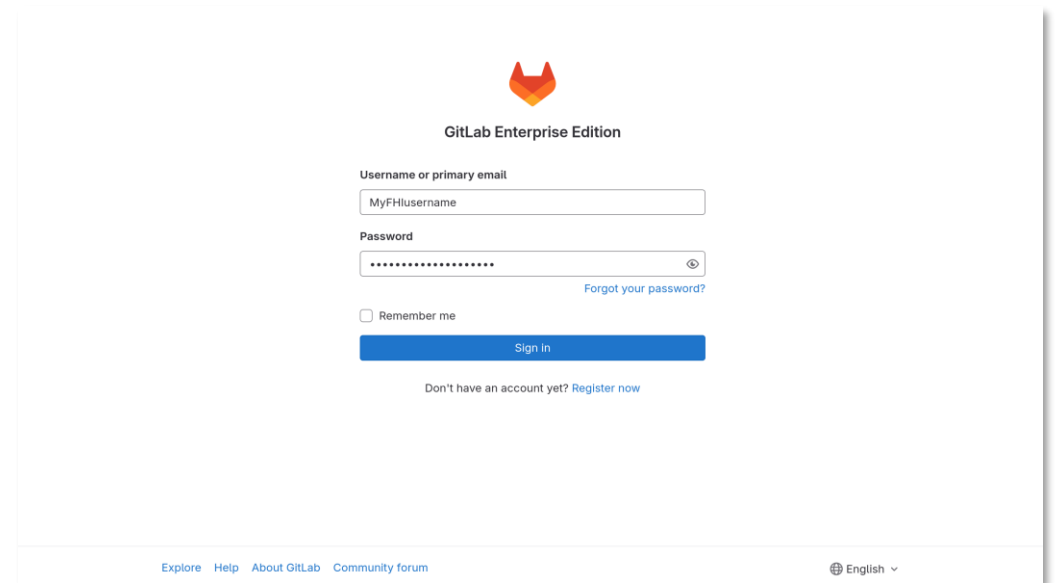 GitLab Enterprise Edition
Username or primary email
MyFHIusername
Password
••••••••••••••••••••
Forgot your password?
Remember me
Sign in
Don't have an account yet? Register now
Explore Help About GitLab Community forum
English